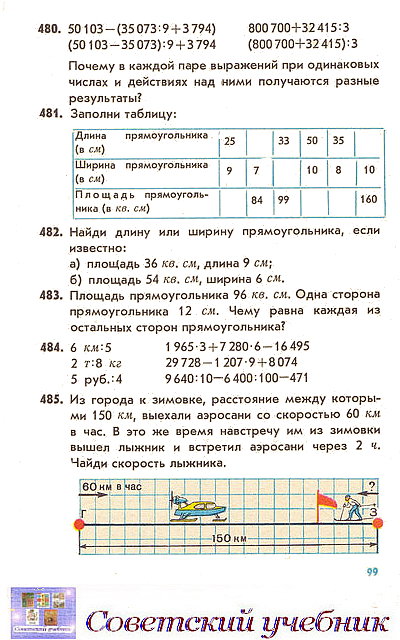 480. 50 103−(35 073:9+3 794)   800 700+32 415:3
(50 103−35 073):9+3 794   (800 700+32 415):3
Почему в каждой паре выражений при одинаковых
числах и действиях над ними получаются разные
результаты?
481. Заполни таблицу:
Длина прямоугольника (в см) 25 33 50 35
Ширина прямоугольника (в см) 9 7 10 8 10
Площадь прямоуголь-
ника (в кв. см) 84 99 160
482. Найди длину или ширину прямоугольника, если
известно:
а) площадь 36 кв. см, длина 9 см;
б) площадь 54 кв. см, ширина 6 см.
483. Площадь прямоугольника 96 кв. см. Одна сторона
прямоугольника 12 см. Чему равна каждая из
остальных сторон прямоугольника?
484. 6 км:5   1 965·3+7 280·6−16 495
2 т:8 кг   29 728−1 207·9+8 074
5 руб.:4   9 640:10−6 400:100−471
485. Из города к зимовке, расстояние между которы-
ми 150 км, выехали аэросани со скоростью 60 км
в час. В это же время навстречу им из зимовки
вышел лыжник и встретил аэросани через 2 ч.
Найди скорость лыжника.
60 км в час   ?
Г   З
150 км
99
Советский учебник